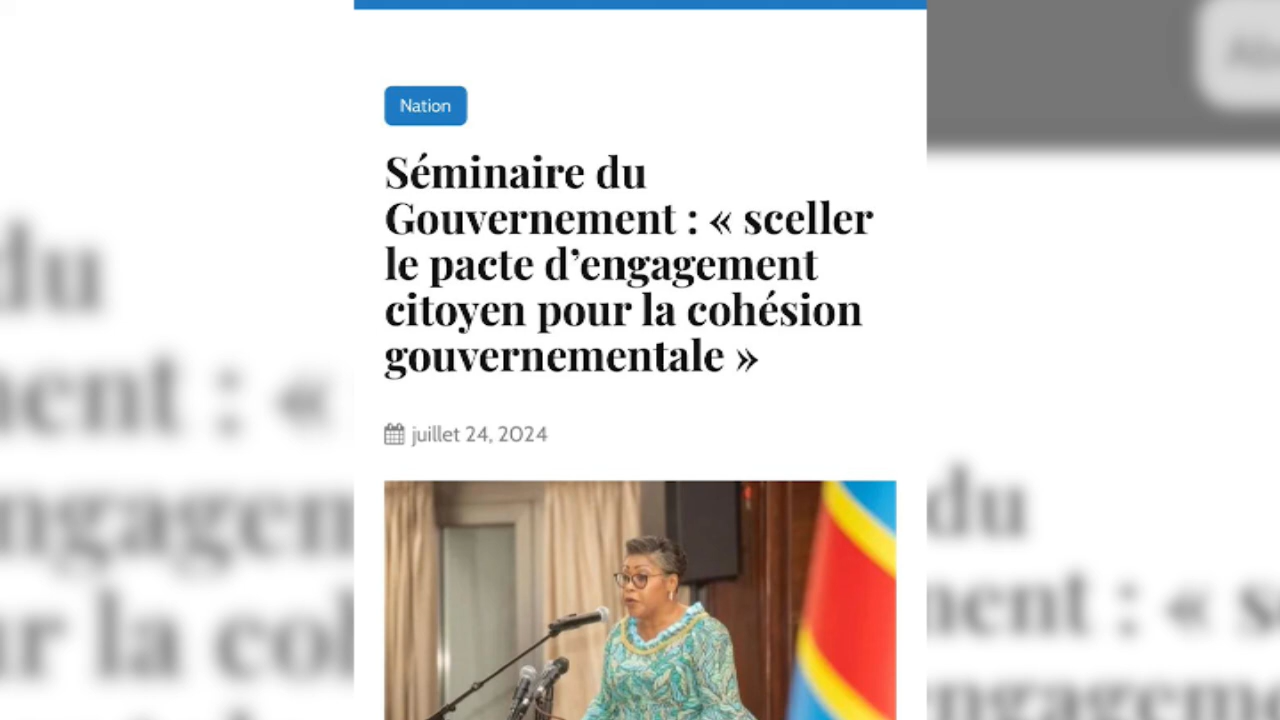 Nation
Séminaire du
Gouvernement : « sceller
le pacte d’engagement
citoyen pour la cohésion
gouvernementale »
juillet 24, 2024